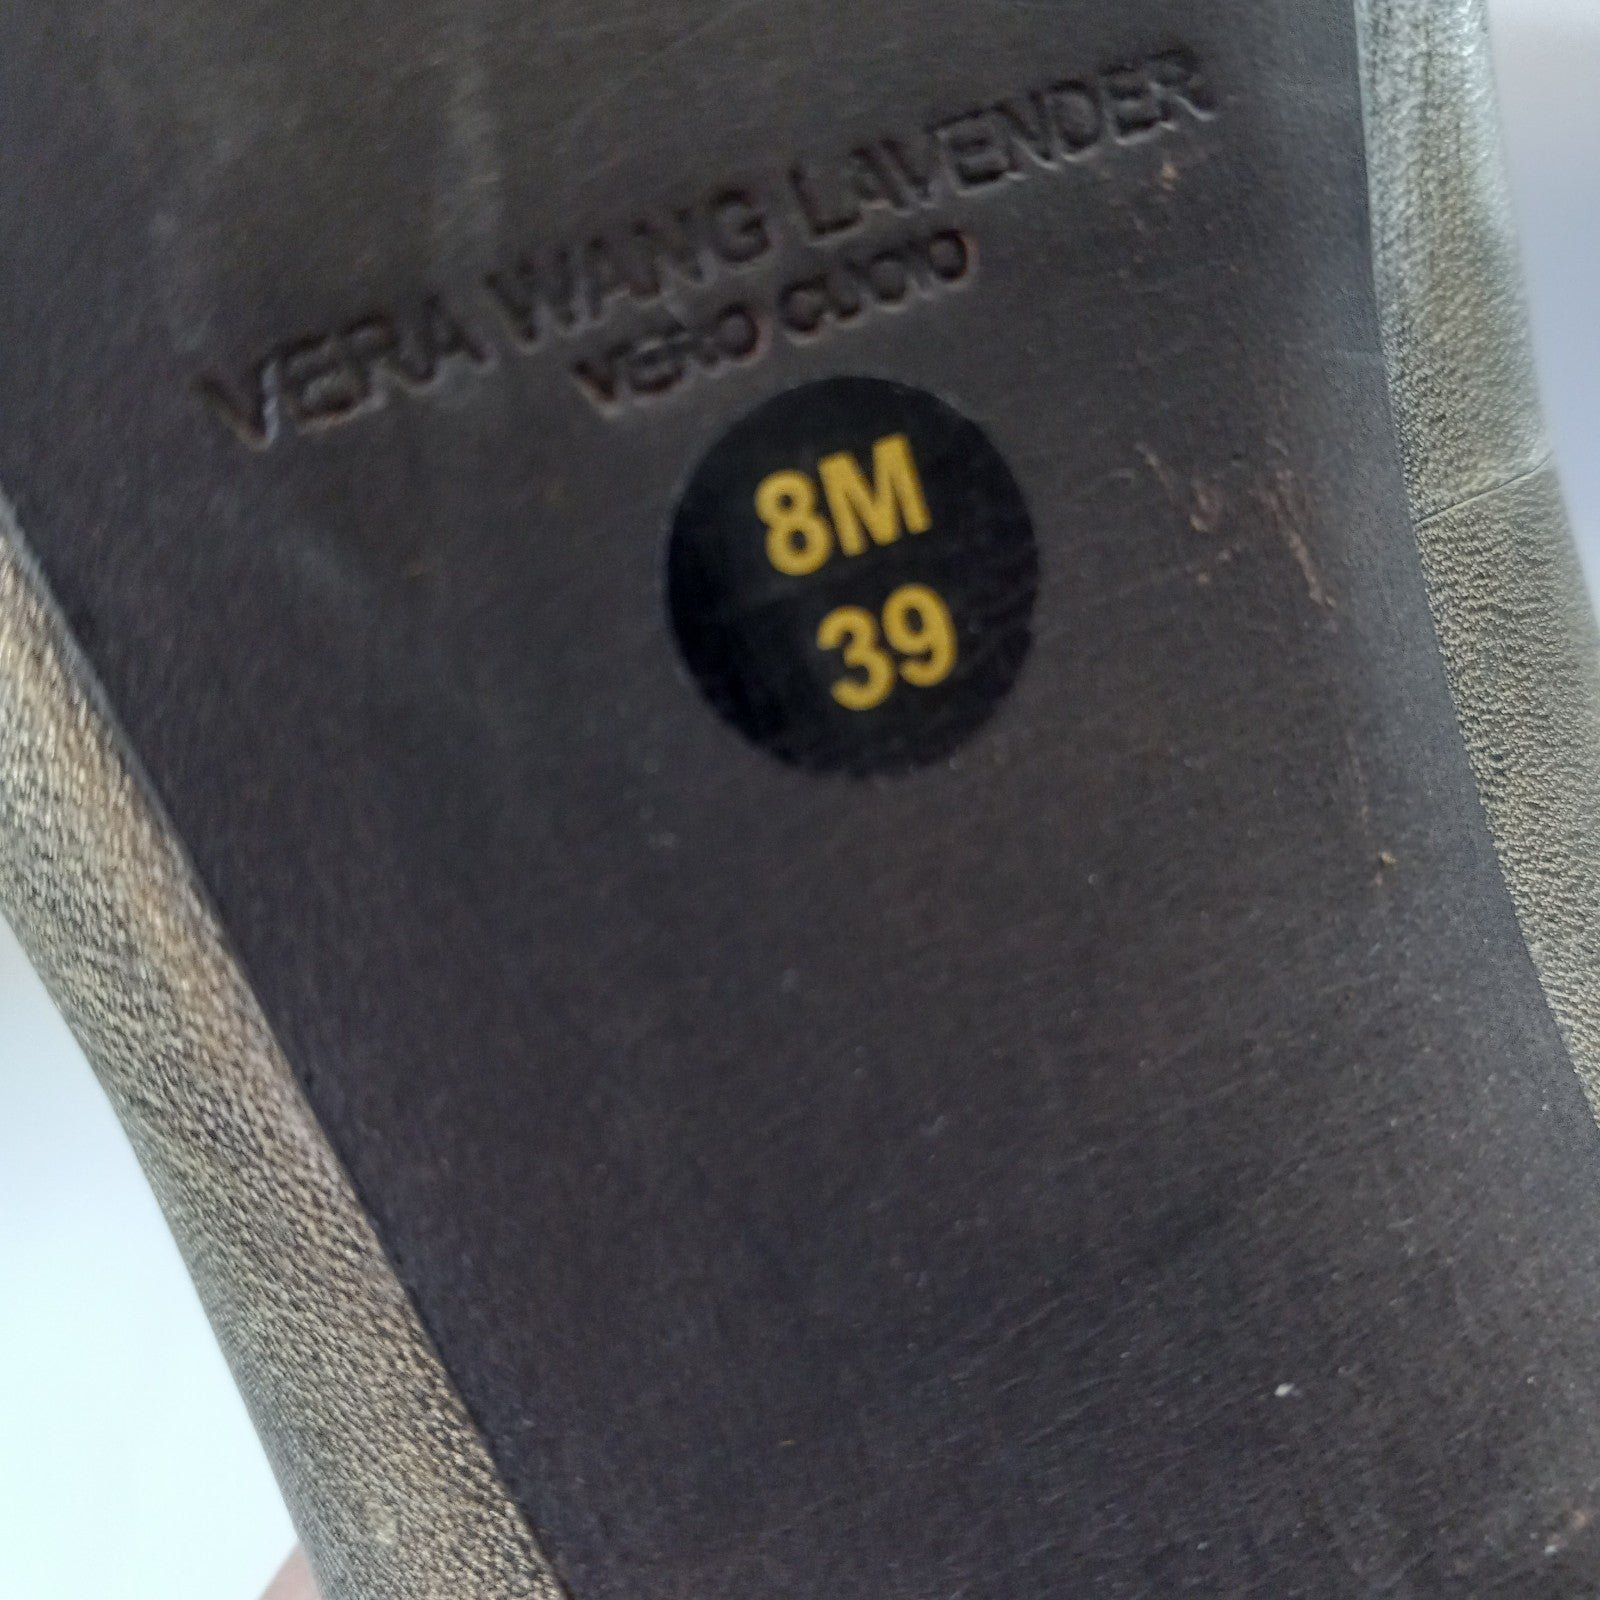 VERA WANG LAVENDER
VERO CUOIO
8M
39